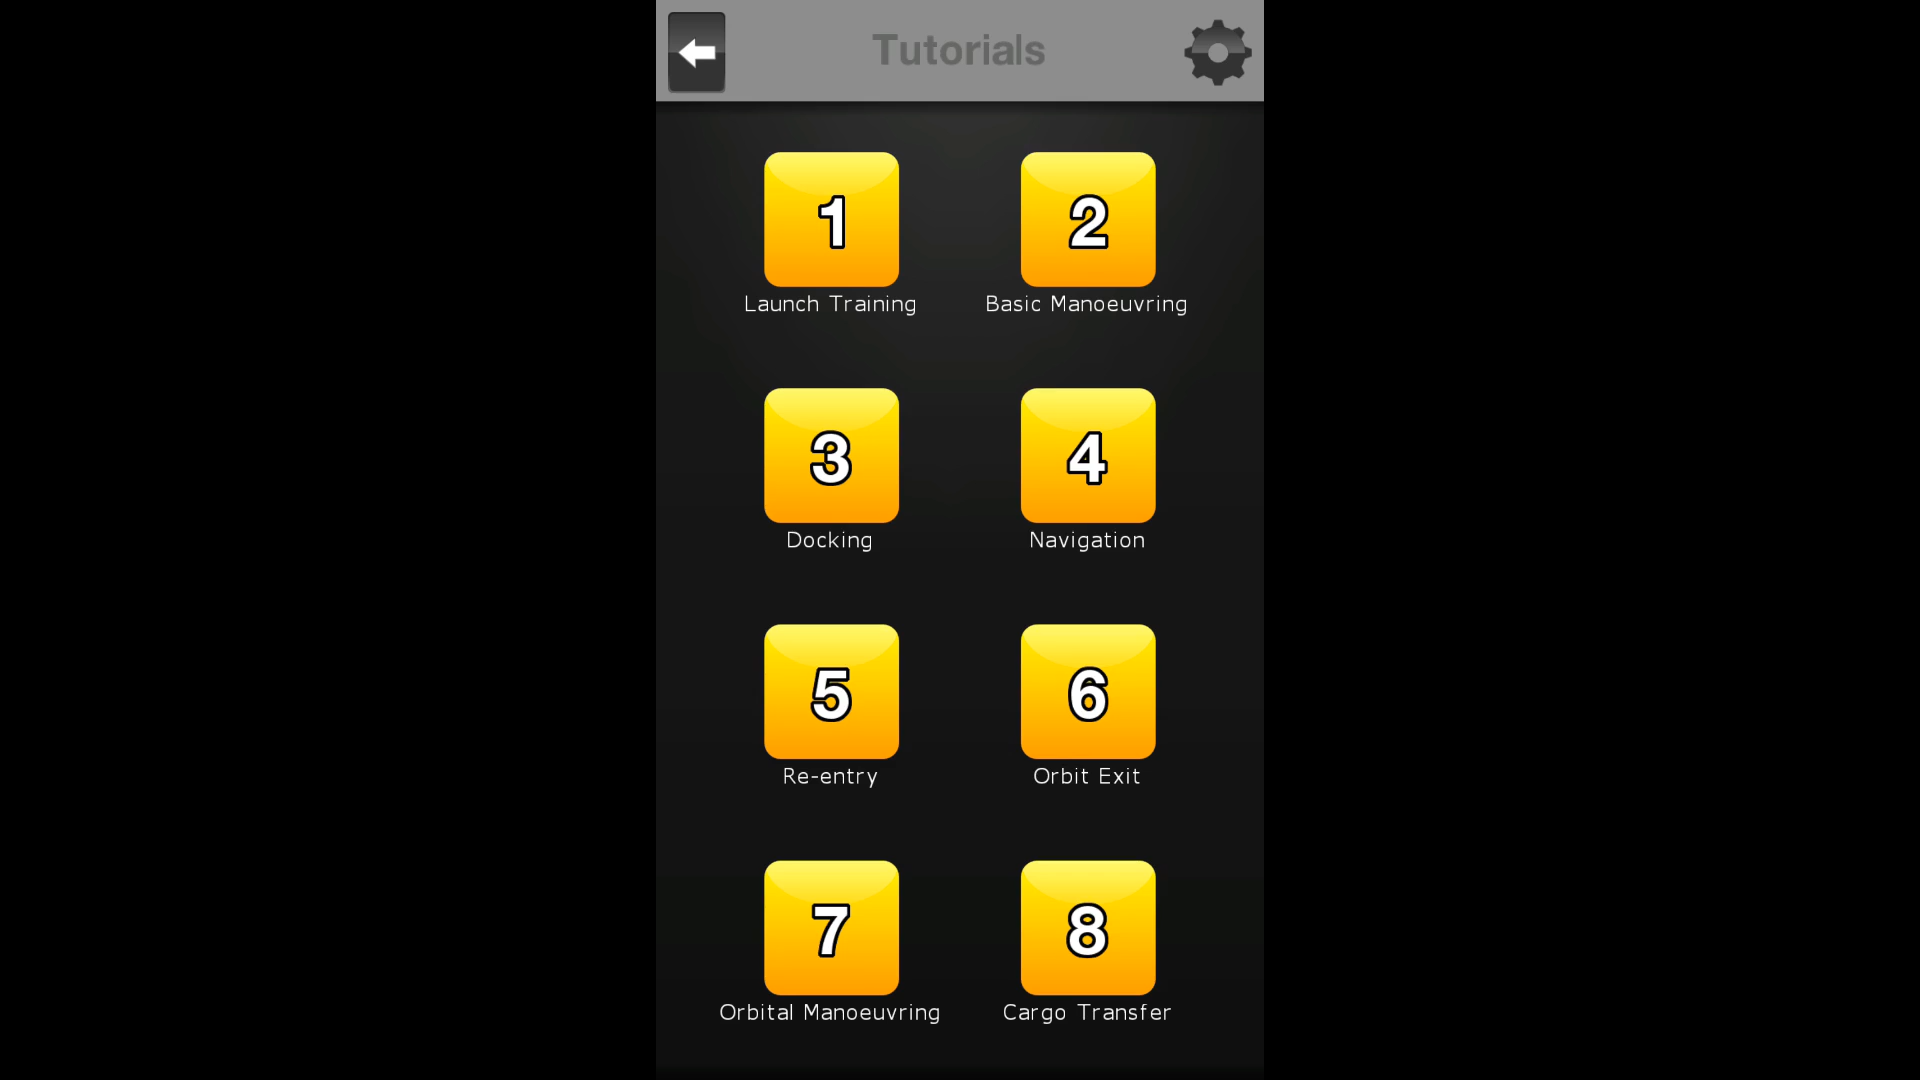 Tutorials
1
2
Launch Training
Basic Manoeuvring
3
4
Docking
Navigation
5
6
Re-entry
Orbit Exit
7
8
Orbital Manoeuvring
Cargo Transfer